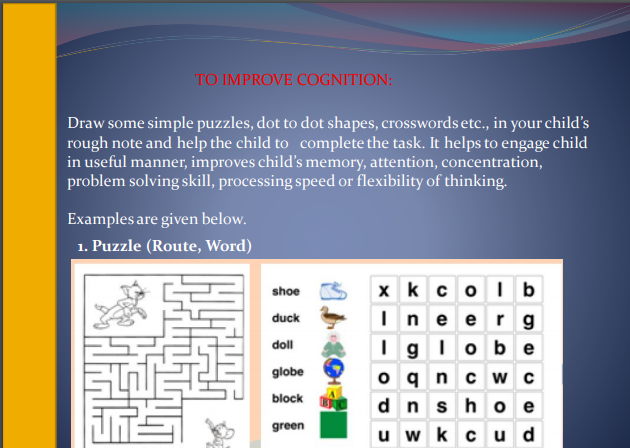 TO IMPROVE COGNITION:
Draw some simple puzzles, dot to dot shapes, crosswords etc., in your child's
rough note and help the child to complete the task. It helps to engage child
in useful manner, improves child's memory, attention, concentration,
problem solving skill, processing speed or flexibility of thinking.
Examples are given below.
1. Puzzle (Route, Word)
shoe
duck
doll
globe
block
green
x k c o l b
l n e e r g
l g l o b e
o q n c w c
d n s h o e
u w k c u d
A
B